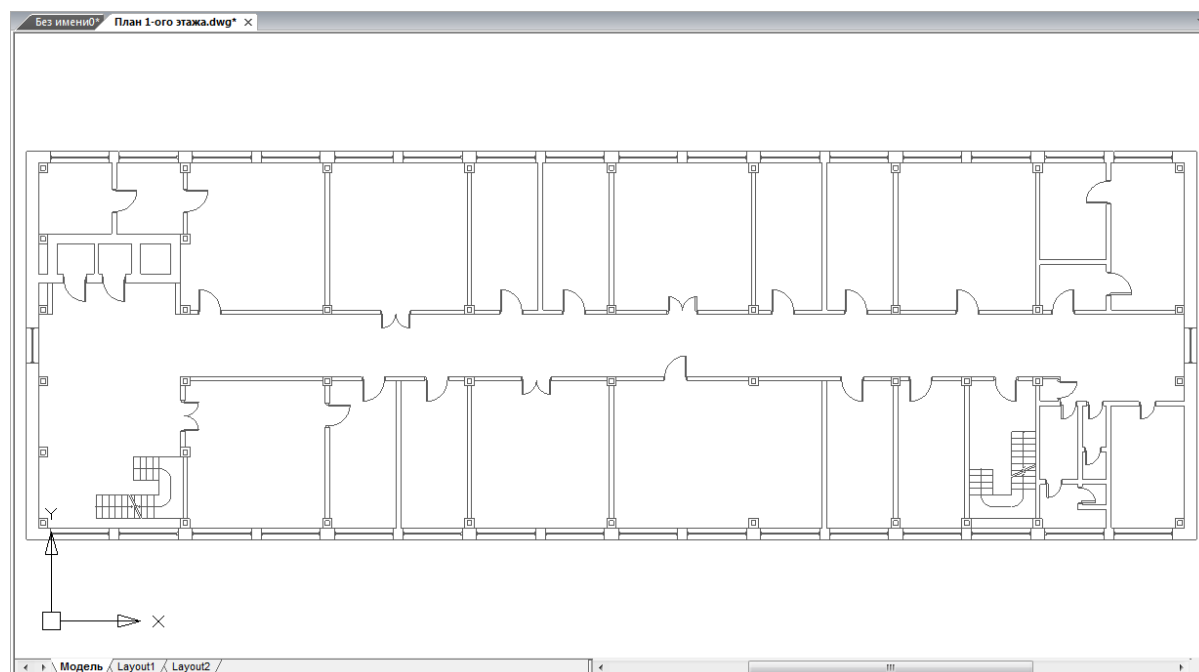 Без имени0* План 1-ого этажа.dwg*
Y
X
Модель Layout1 Layout2